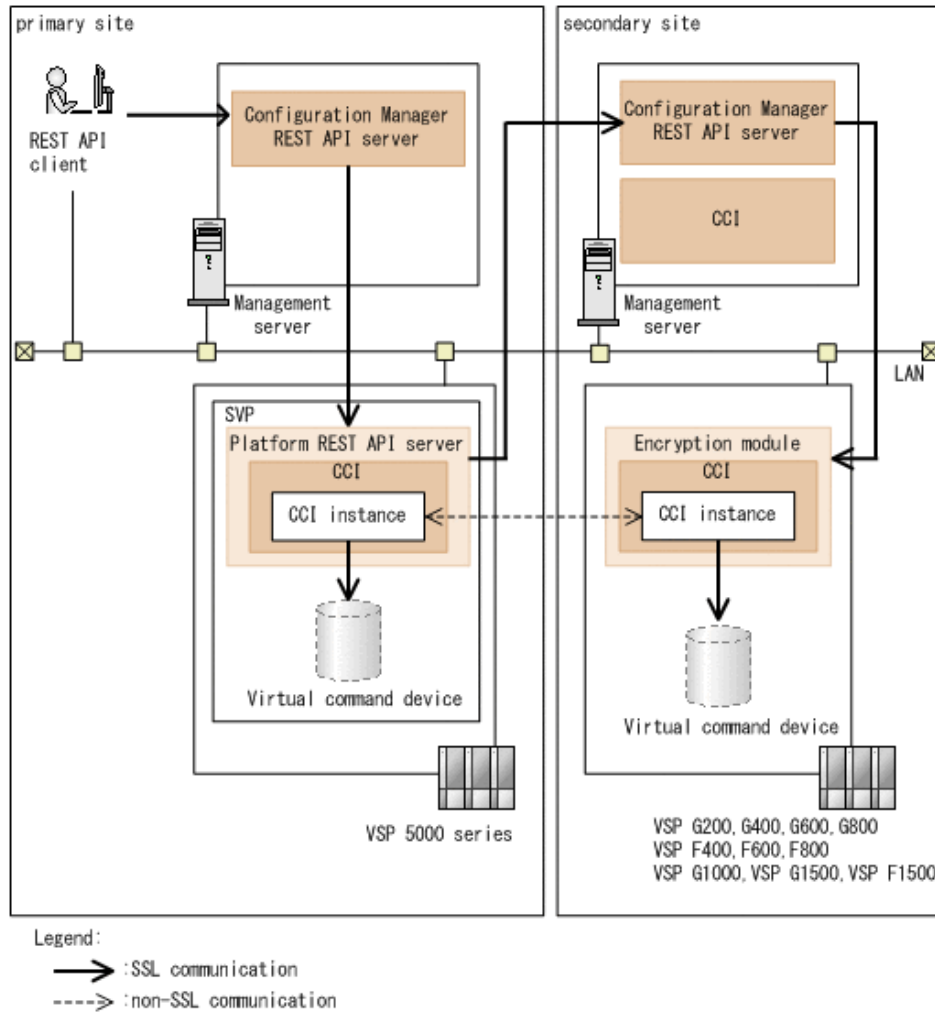 primary site
REST API
client
Configuration Manager
REST API server
Management
server
SVP
Platform REST API server
CCI
CCI instance
Virtual command device
VSP 5000 series
secondary site
Configuration Manager
REST API server
CCI
Management
server
LAN
Encryption module
CCI
CCI instance
Virtual command device
VSP G200, G400, G600, G800
VSP F400, F600, F800
VSP G1000, VSP G1500, VSP F1500
Legend:
:SSL communication
:non-SSL communication